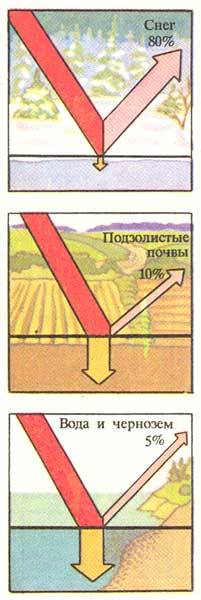 Снег
80%
Подзолистые
почвы
10%
Вода и чернозем
5%